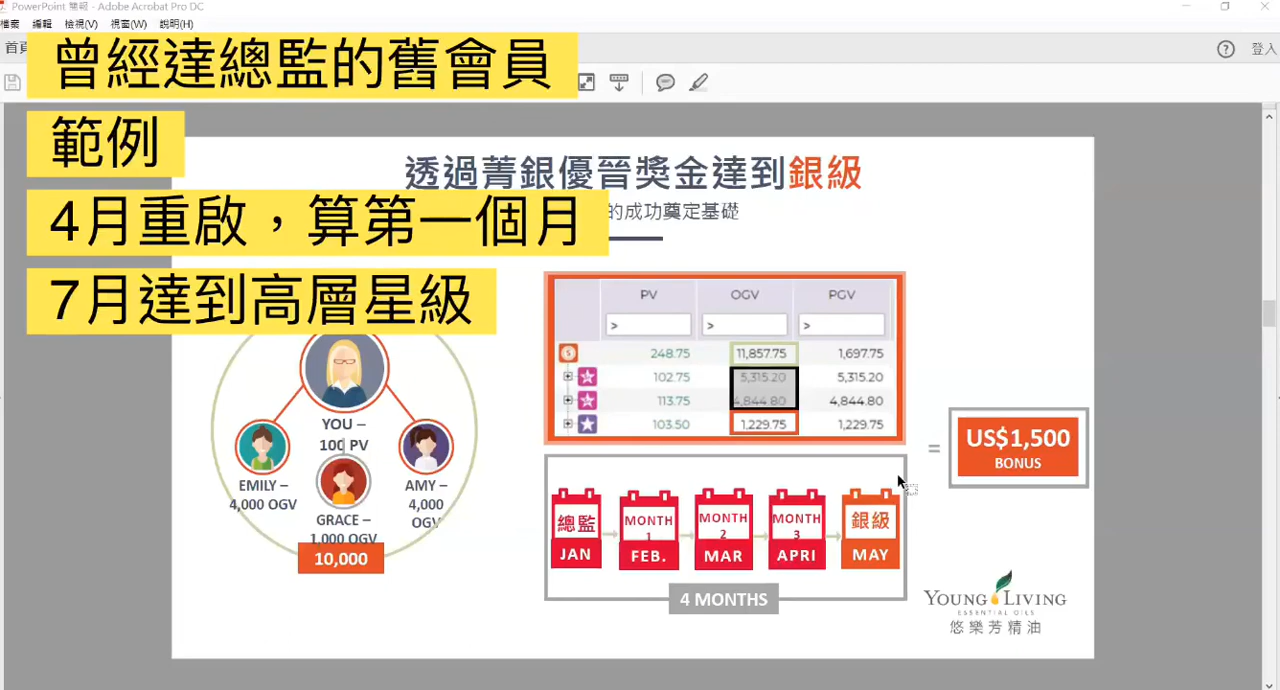 PowerPoint 簡報 - Adobe Acrobat Pro DC
檔案 編輯 檢視(V) 視窗(W) 說明(H)
首頁
登入
曾經達總監的舊會員
範例
4月重啟，算第一個月
7月達到高層星級
透過菁銀優晉獎金達到銀級
的成功奠定基礎
YOU –
100 PV
EMILY –
4,000 OGV
GRACE –
1,000 OGV
AMY –
4,000
OGV
10,000
PV OGV PGV
> > >
248.75 11,857.75 1,697.75
102.75 5,315.20 5,315.20
113.75 4,844.80 4,844.80
103.50 1,229.75 1,229.75
=
US$1,500
BONUS
總監
JAN
MONTH
1
FEB.
MONTH
2
MAR
MONTH
3
APRI
銀級
MAY
4 MONTHS
YOUNG LIVING
ESSENTIAL OILS
悠樂芳精油